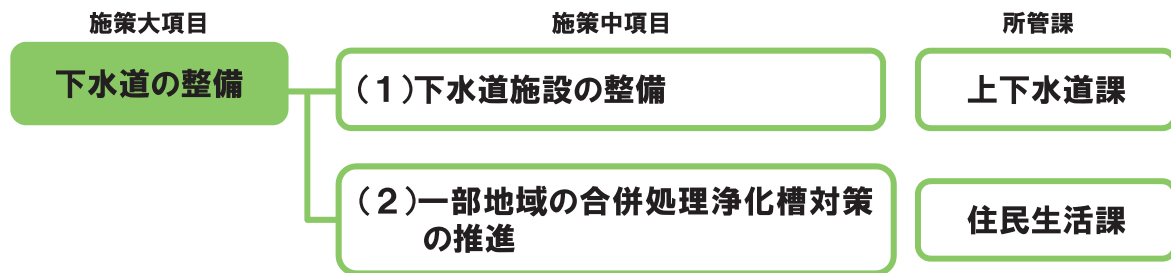 施策大項目
施策中項目
所管課
下水道の整備
(1)下水道施設の整備
上下水道課
(2)一部地域の合併処理浄化槽対策
の推進
住民生活課